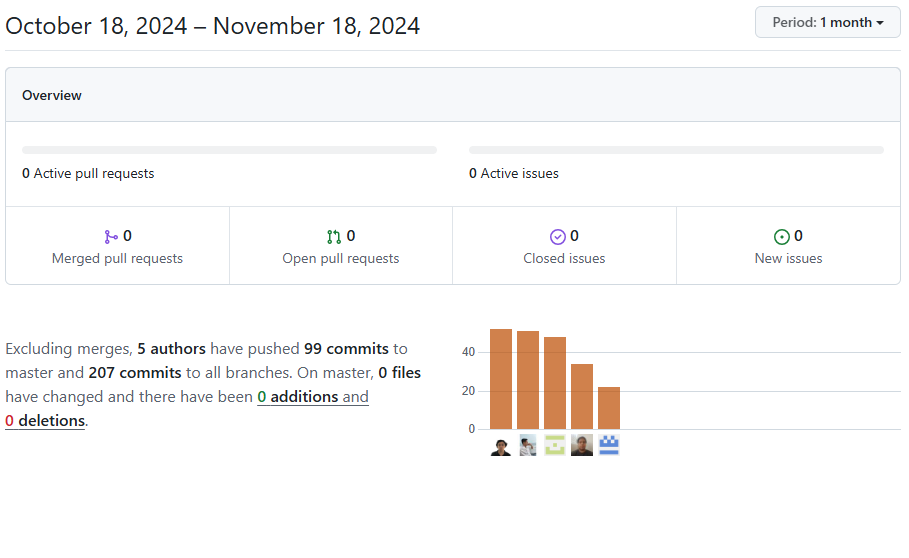 October 18, 2024 – November 18, 2024
Period: 1 month
Overview
0 Active pull requests
0 Active issues
0
Merged pull requests
0
Open pull requests
0
Closed issues
0
New issues
Excluding merges, 5 authors have pushed 99 commits to
master and 207 commits to all branches. On master, 0 files
have changed and there have been 0 additions and
0 deletions.
40
20
0